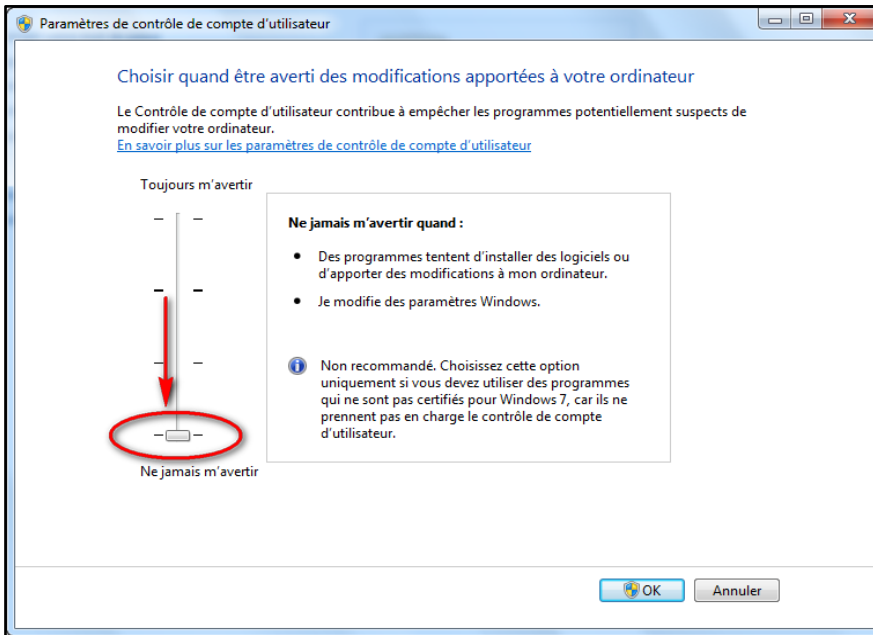 Paramètres de contrôle de compte d'utilisateur
Choisir quand être averti des modifications apportées à votre ordinateur
Le Contrôle de compte d'utilisateur contribue à empêcher les programmes potentiellement suspects de
modifier votre ordinateur.
En savoir plus sur les paramètres de contrôle de compte d'utilisateur
Toujours m'avertir
Ne jamais m'avertir quand :
• Des programmes tentent d'installer des logiciels ou
d'apporter des modifications à mon ordinateur.
• Je modifie des paramètres Windows.
Non recommandé. Choisissez cette option
uniquement si vous devez utiliser des programmes
qui ne sont pas certifiés pour Windows 7, car ils ne
prennent pas en charge le contrôle de compte
d'utilisateur.
Ne jamais m'avertir
OK
Annuler